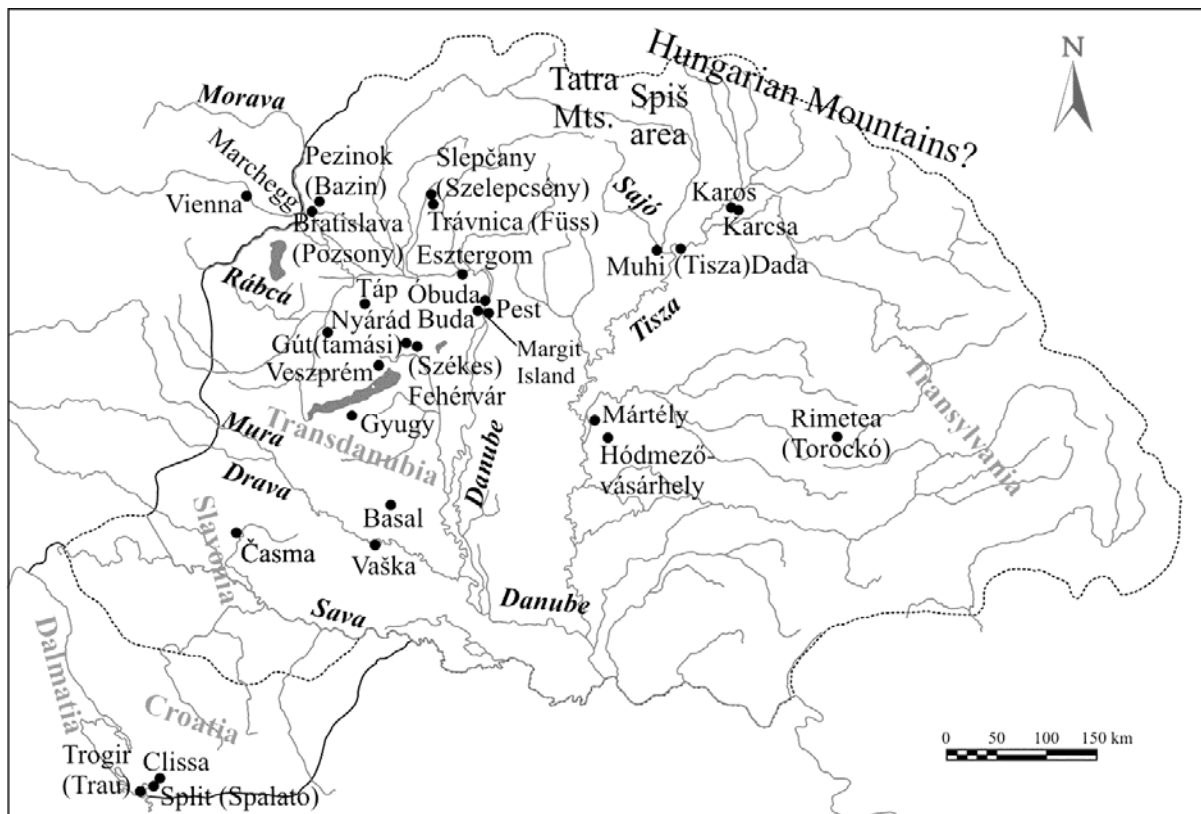 Hungarian Mountains?
N
Tatra
Mts.
Spiš
area
Morava
Marchegg
Pezinok
(Bazin)
Slepčany
(Szelepcsény)
Vienna
Bratislava
(Pozsony)
Trávnica (Füss)
Sajó
Karos
Karcsa
Esztergom
Muhi
(Tisza)Dada
Rábca
Táp
Óbuda
Nyárád
Buda
Pest
Tisza
Gút(tamási)
Margit
Island
Veszprém
(Székes)
Fehérvár
Transylvania
Gyugy
Transdanubia
Mártély
Rimetea
(Torockó)
Mura
Danube
Hódmező-
vásárhely
Drava
Basal
Slavonia
Časma
Vaška
Danube
Sava
Dalmatia
Croatia
Trogir
(Trau)
Clissa
Split (Spalato)
0 50 100 150 km